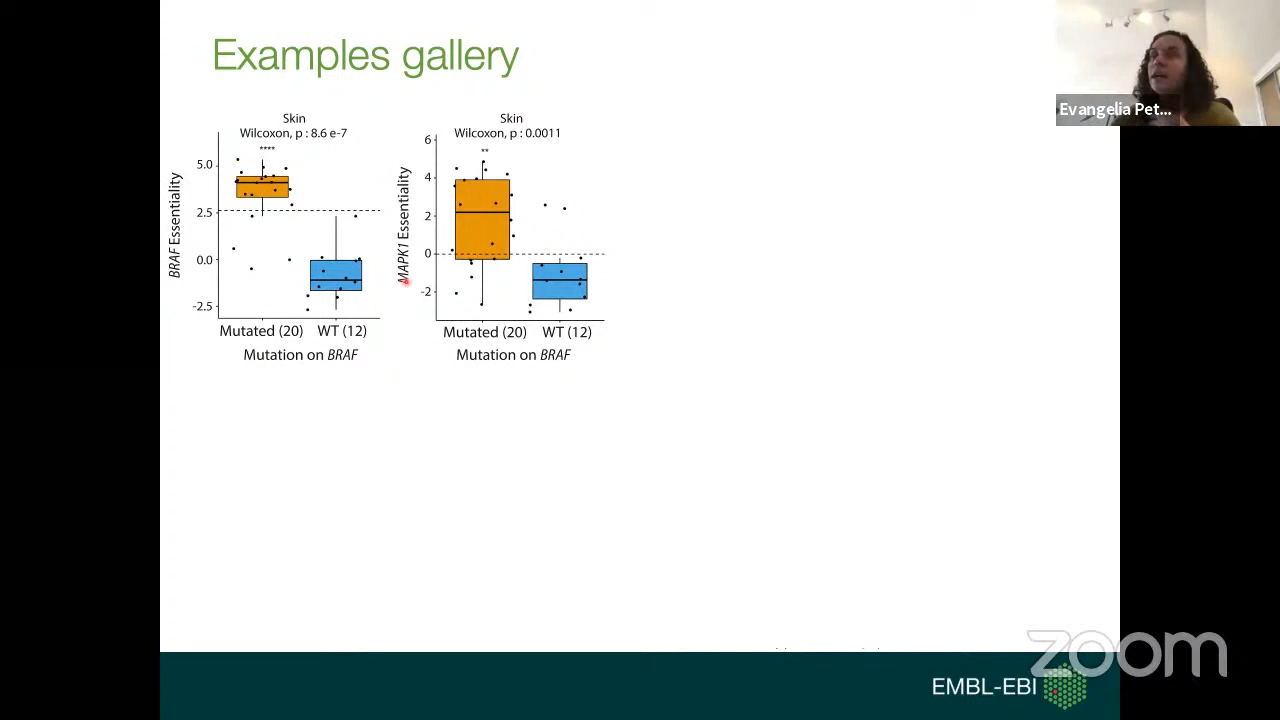 Examples gallery
Evangelia Pet...
Skin
Wilcoxon, p : 8.6 e-7
****
BRAF Essentiality
5.0
2.5
0.0
-2.5
Mutated (20) WT (12)
Mutation on BRAF
Skin
Wilcoxon, p : 0.0011
**
MAPK1 Essentiality
6
4
2
0
-2
Mutated (20) WT (12)
Mutation on BRAF
zoom
EMBL-EBI